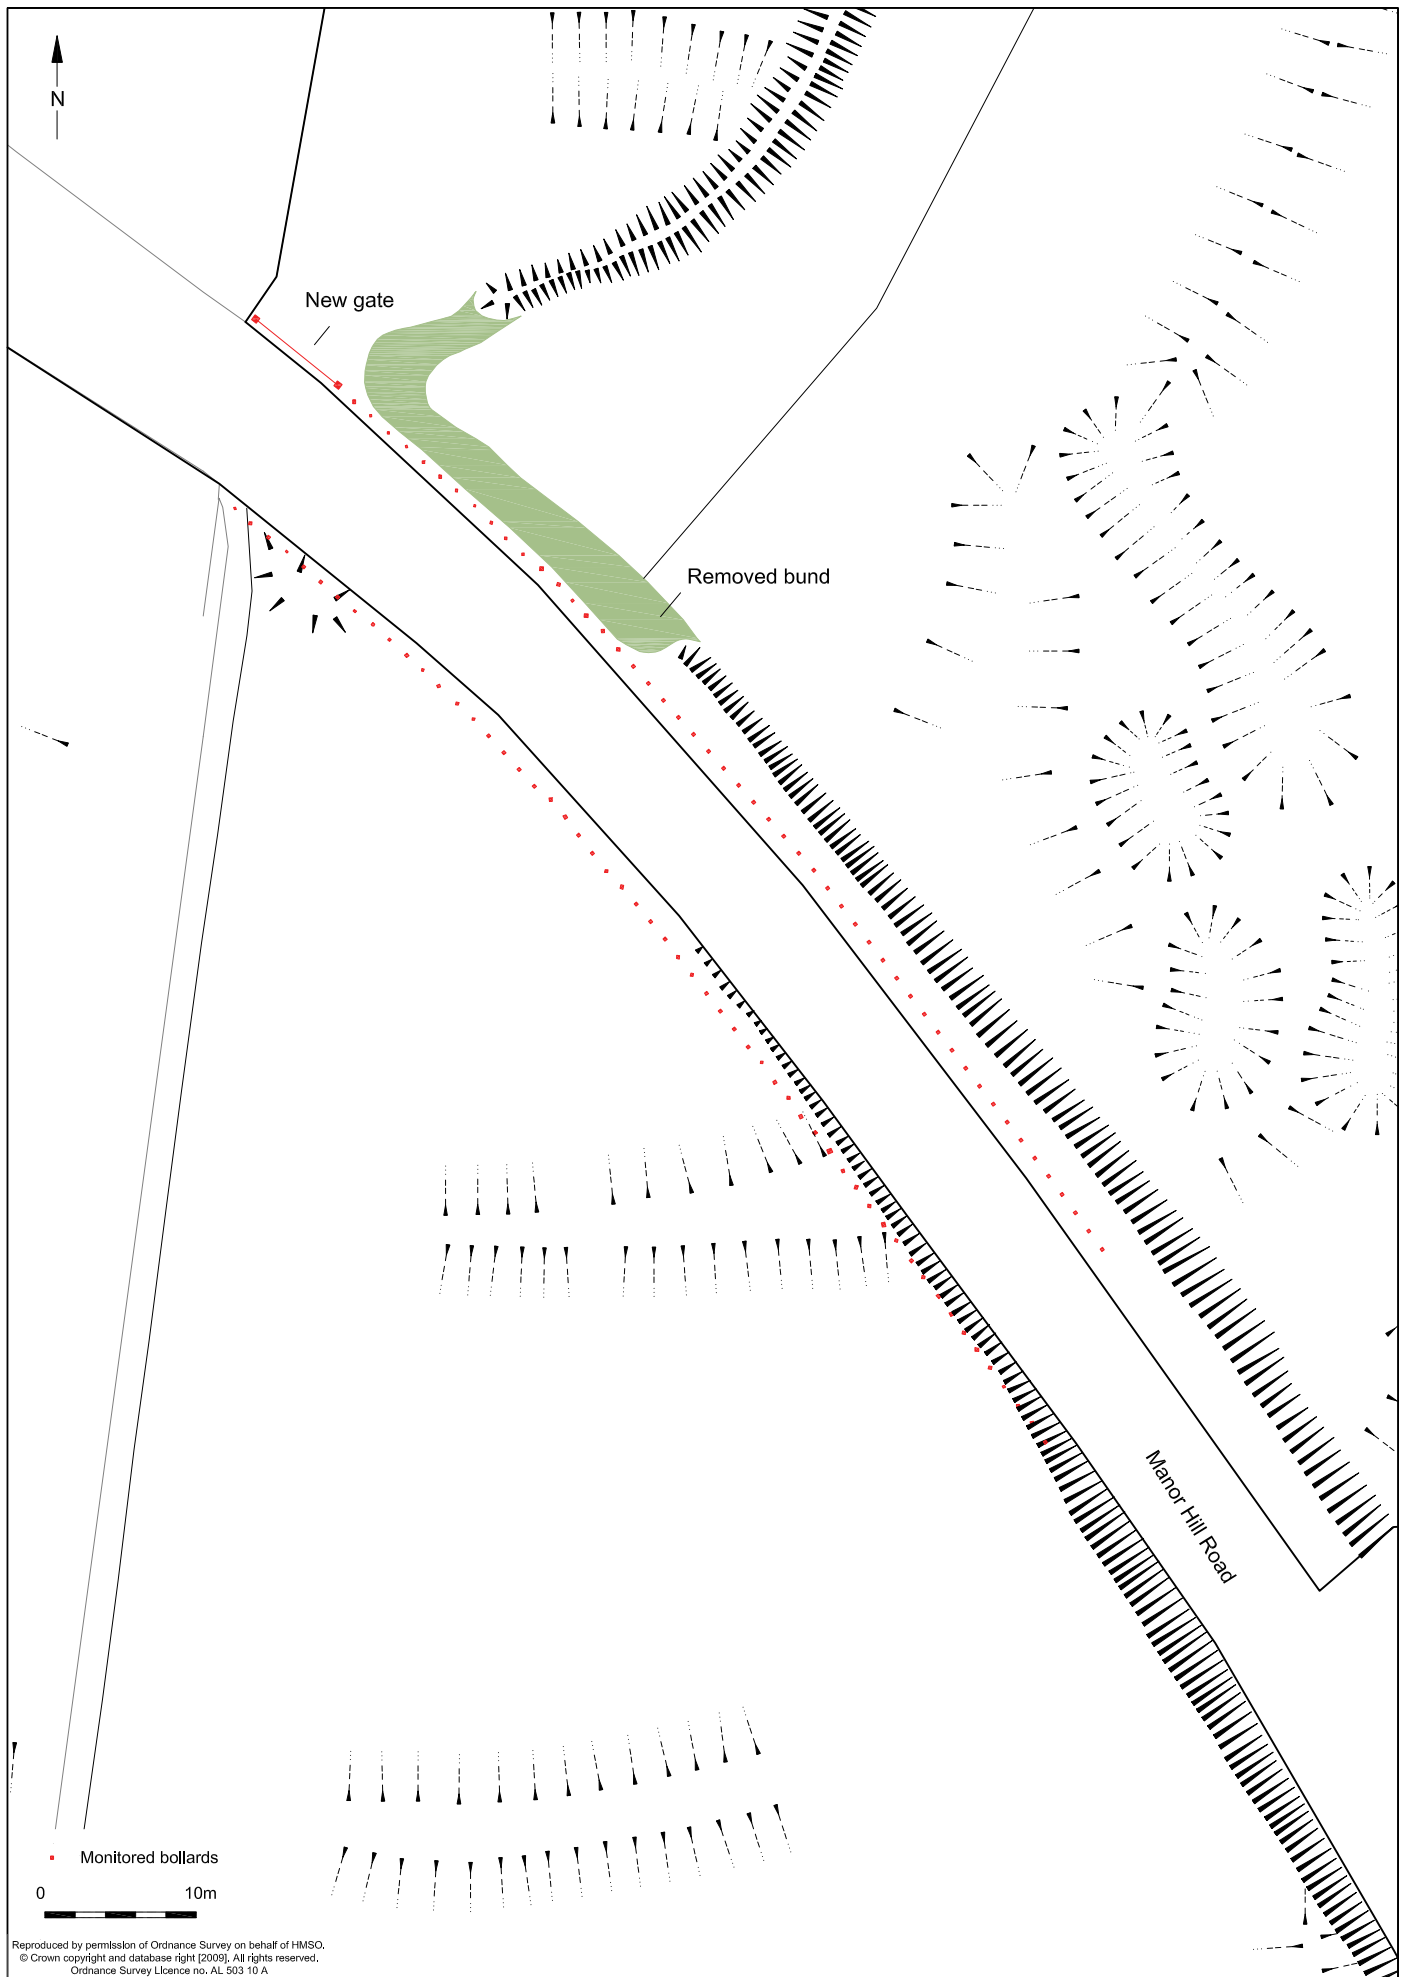 N
New gate
Removed bund
Manor Hill Road
Monitored bollards
0 10m
Reproduced by permission of Ordnance Survey on behalf of HMSO.
© Crown copyright and database right [2009]. All rights reserved.
Ordnance Survey Licence no. AL 503 10 A